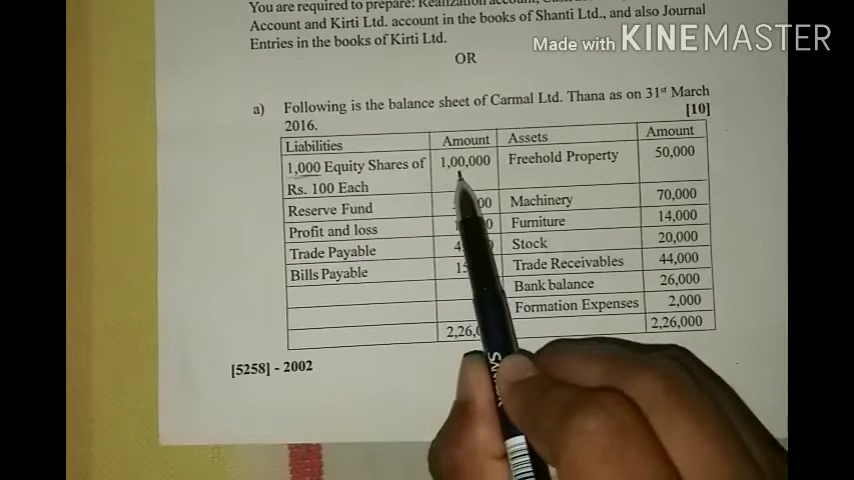 You are required to prepare: Realization account,
Account and Kirti Ltd. account in the books of Shanti Ltd., and also Journal
Entries in the books of Kirti Ltd.
Made with KINEMASTER
OR
a) Following is the balance sheet of Carmal Ltd. Thana as on 31st March
2016. [10]
Liabilities Amount Assets Amount
1,000 Equity Shares of 1,00,000 Freehold Property 50,000
Rs. 100 Each
Reserve Fund Machinery 70,000
Profit and loss Furniture 14,000
Trade Payable Stock 20,000
Bills Payable Trade Receivables 44,000
Bank balance 26,000
Formation Expenses 2,000
2,26, 2,26,000
[5258] - 2002